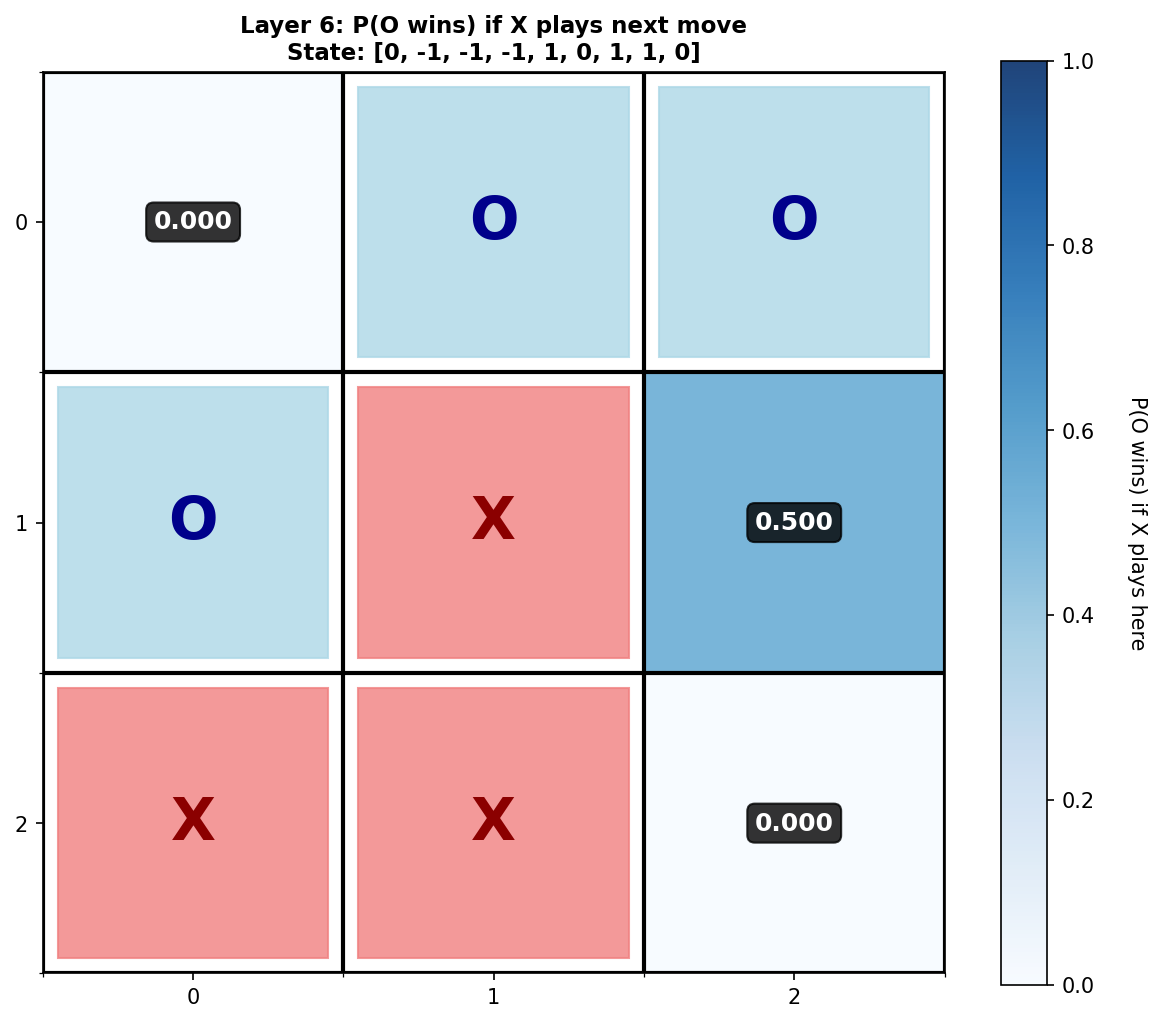 Layer 6: P(O wins) if X plays next move
State: [0, -1, -1, -1, 1, 0, 1, 1, 0]
0
0.000
O
O
1
O
X
0.500
2
X
X
0.000
0
1
2
1.0
0.8
0.6
0.4
0.2
0.0
P(O wins) if X plays here